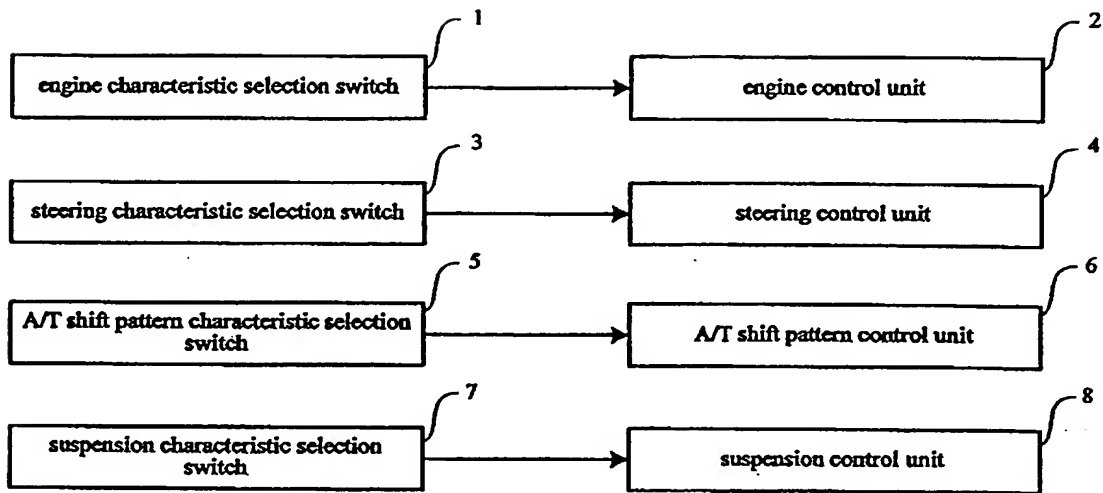 1
2
engine characteristic selection switch
engine control unit
3
4
steering characteristic selection switch
steering control unit
5
6
A/T shift pattern characteristic selection
switch
A/T shift pattern control unit
7
8
suspension characteristic selection
switch
suspension control unit